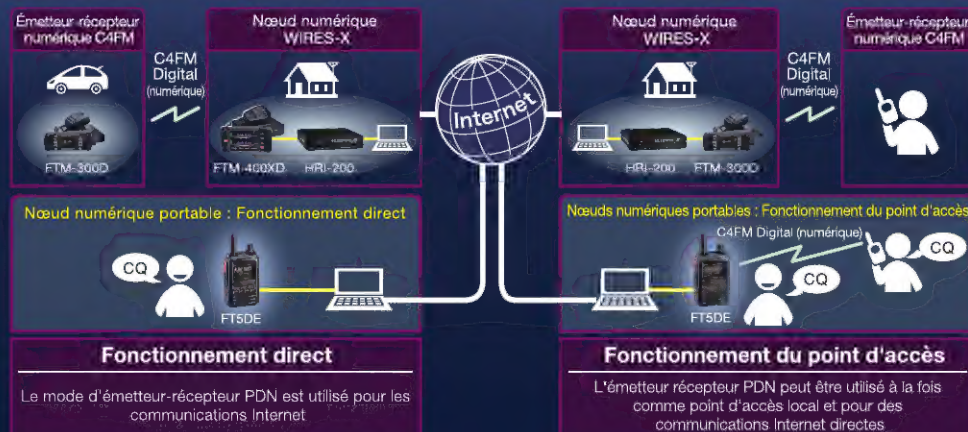 Émetteur-récepteur
numérique C4FM
FTM-300D
C4FM
Digital
(numérique)
Nœud numérique
WIRES-X
FTM-400XD
HRI-200
Internet
Nœud numérique
WIRES-X
HRI-200
FTM-300D
C4FM
Digital
(numérique)
Émetteur-récepteur
numérique C4FM
Nœud numérique portable : Fonctionnement direct
CQ
FT5DE
Nœuds numériques portables : Fonctionnement du point d'accès
C4FM Digital (numérique)
FT5DE
CQ
CQ
Fonctionnement direct
Le mode d'émetteur-récepteur PDN est utilisé pour les
communications Internet
Fonctionnement du point d'accès
L'émetteur récepteur PDN peut être utilisé à la fois
comme point d'accès local et pour des
communications Internet directes